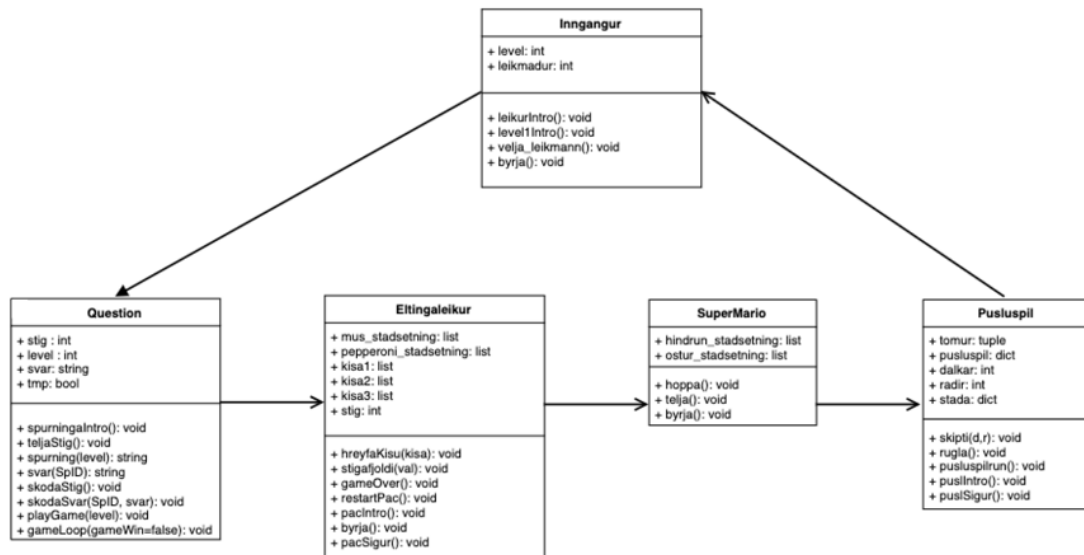 Inngangur
+ level: int
+ leikmadur: int
+ leikurIntro(): void
+ level1Intro(): void
+ velja_leikmann(): void
+ byrja(): void
Question
+ stig : int
+ level : int
+ svar: string
+ tmp: bool
+ spurningaIntro(): void
+ teljaStig(): void
+ spurning(level): string
+ svar(SpID): string
+ skodaStig(): void
+ skodaSvar(SpID, svar): void
+ playGame(level): void
+ gameLoop(gameWin=false): void
Eltingaleikur
+ mus_stadsetning: list
+ pepperoni_stadsetning: list
+ kisa1: list
+ kisa2: list
+ kisa3: list
+ stig: int
+ hreyfaKisu(kisa): void
+ stigafjoldi(val): void
+ gameOver(): void
+ restartPac(): void
+ pacIntro(): void
+ byrja(): void
+ pacSigur(): void
SuperMario
+ hindrun_stadsetning: list
+ ostur_stadsetning: list
+ hoppa(): void
+ telja(): void
+ byrja(): void
Pusluspil
+ tomur: tuple
+ pusluspil: dict
+ dalkar: int
+ radir: int
+ stada: dict
+ skipti(d,r): void
+ rugla(): void
+ pusluspilrun(): void
+ puslIntro(): void
+ puslSigur(): void